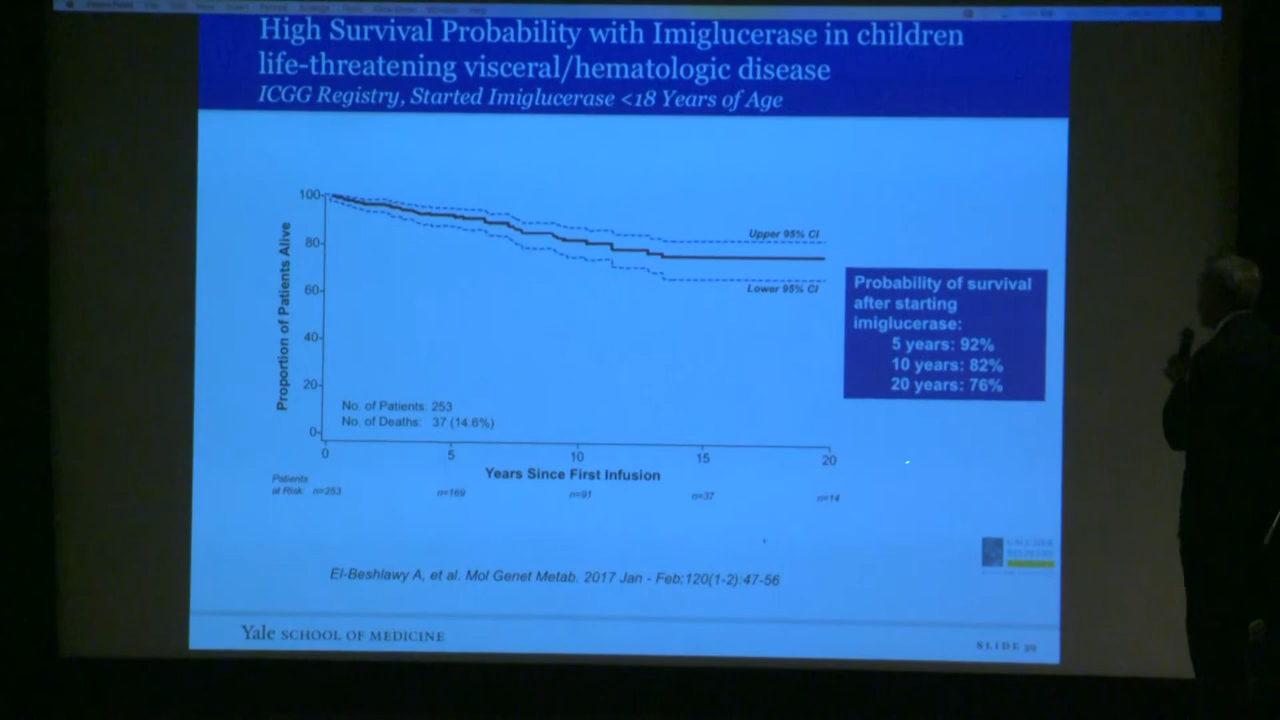 High Survival Probability with Imiglucerase in children
life-threatening visceral/hematologic disease
ICGG Registry, Started Imiglucerase <18 Years of Age
100
80
60
40
20
0
Proportion of Patients Alive
Upper 95% CI
Lower 95% CI
No. of Patients: 253
No. of Deaths: 37 (14.6%)
0 5 10 15 20
Years Since First Infusion
Patients
at Risk: n=253 n=169 n=91 n=37 n=14
Probability of survival
after starting
imiglucerase:
5 years: 92%
10 years: 82%
20 years: 76%
El-Beshlawy A, et al. Mol Genet Metab. 2017 Jan - Feb;120(1-2):47-56
Yale SCHOOL OF MEDICINE
SLIDE